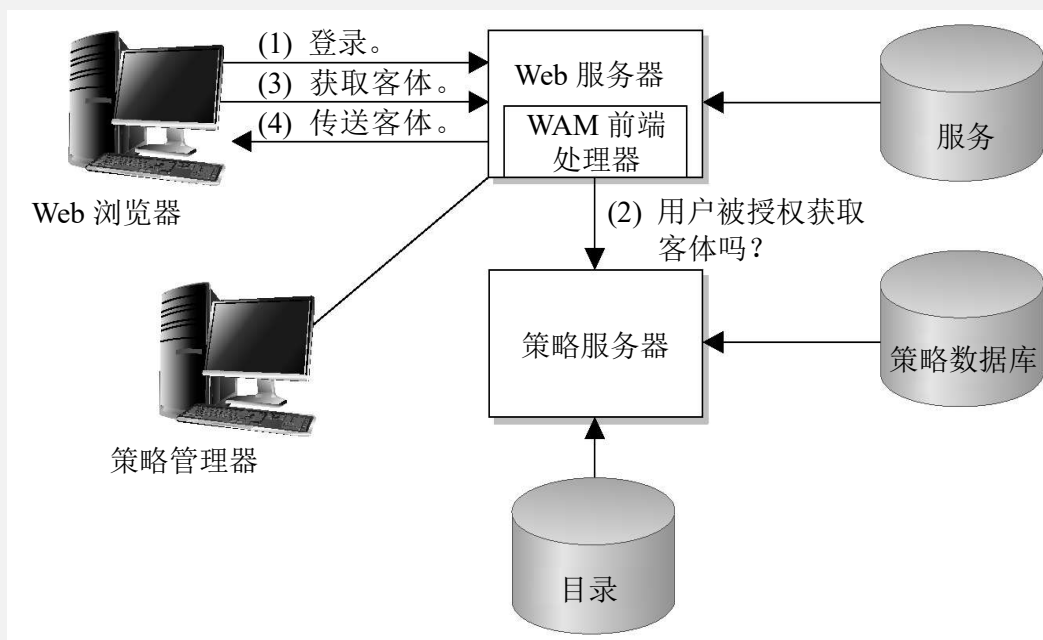 (1) 登录。
(3) 获取客体。
(4) 传送客体。
Web 浏览器
Web 服务器
WAM 前端
处理器
服务
(2) 用户被授权获取
客体吗？
策略服务器
策略数据库
策略管理器
目录